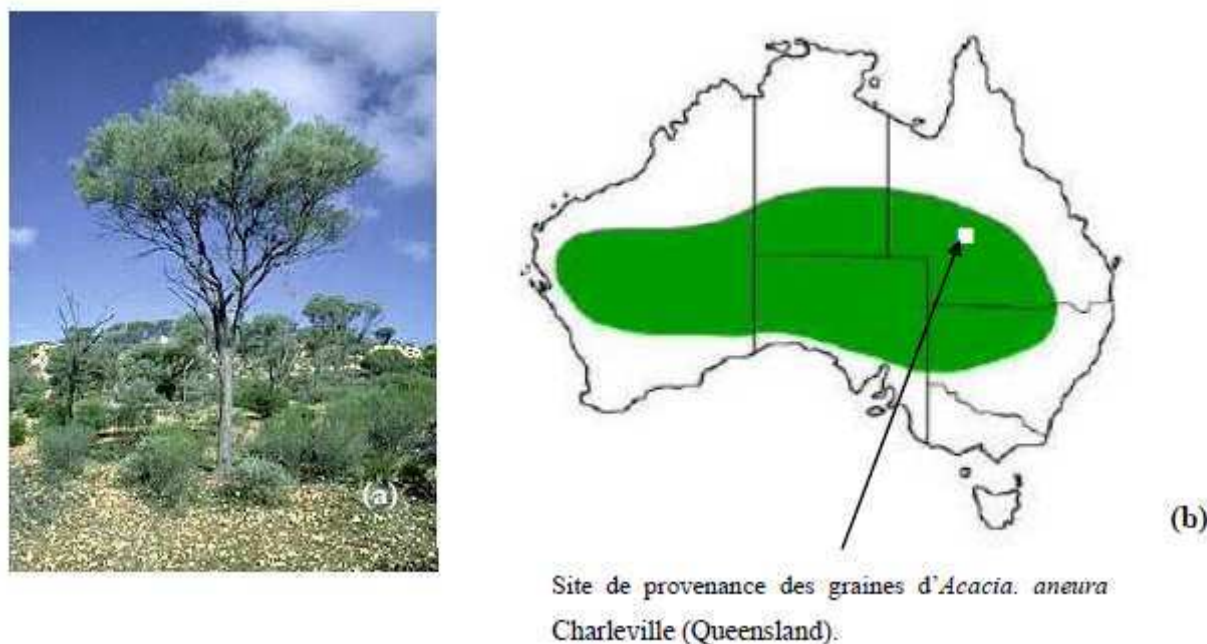 (a)
(b)
Site de provenance des graines d’Acacia. aneura
Charleville (Queensland).